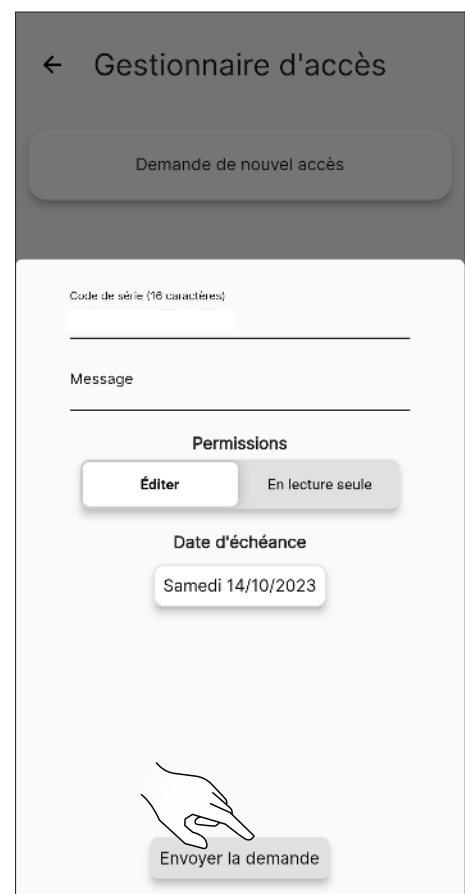 ← Gestionnaire d'accès
Demande de nouvel accès
Code de série (16 caractères)
Message
Permissions
Éditer En lecture seule
Date d'échéance
Samedi 14/10/2023
Envoyer la demande